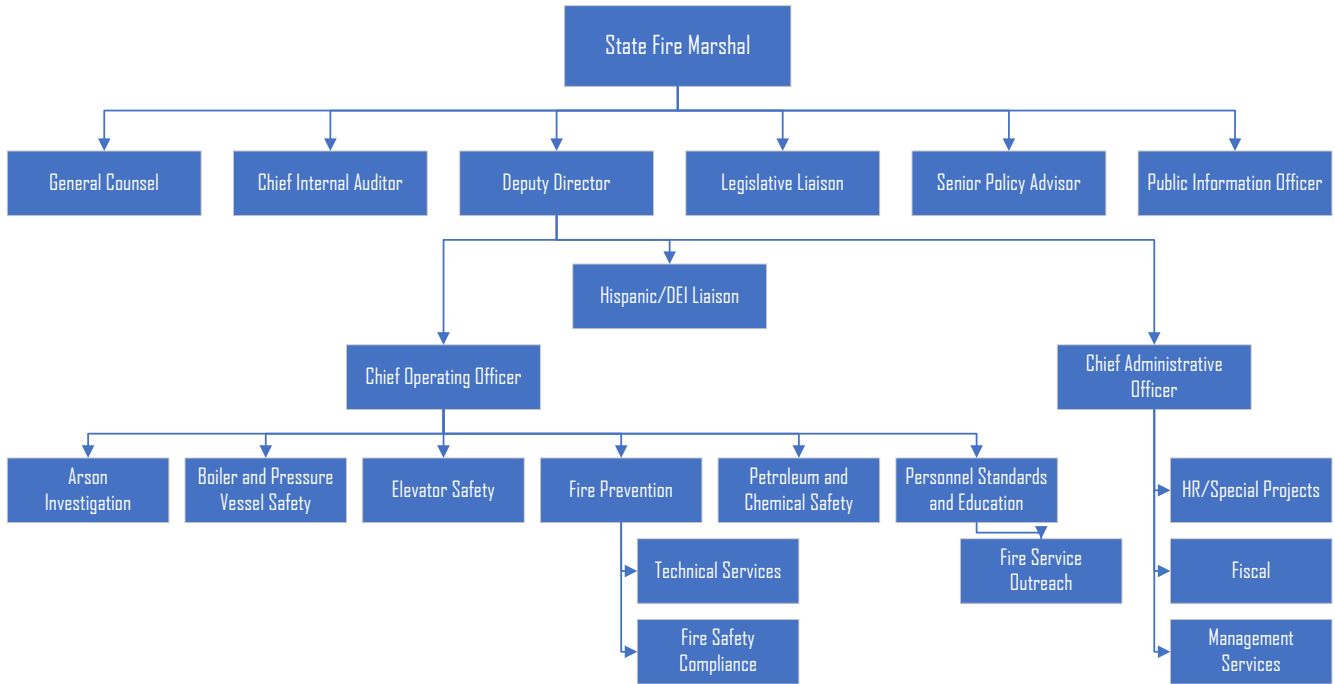 State Fire Marshal
General Counsel
Chief Internal Auditor
Deputy Director
Legislative Liaison
Senior Policy Advisor
Public Information Officer
Hispanic/DEI Liaison
Chief Operating Officer
Chief Administrative
Officer
Arson
Investigation
Boiler and Pressure
Vessel Safety
Elevator Safety
Fire Prevention
Petroleum and
Chemical Safety
Personnel Standards
and Education
HR/Special Projects
Technical Services
Fire Service
Outreach
Fiscal
Fire Safety
Compliance
Management
Services